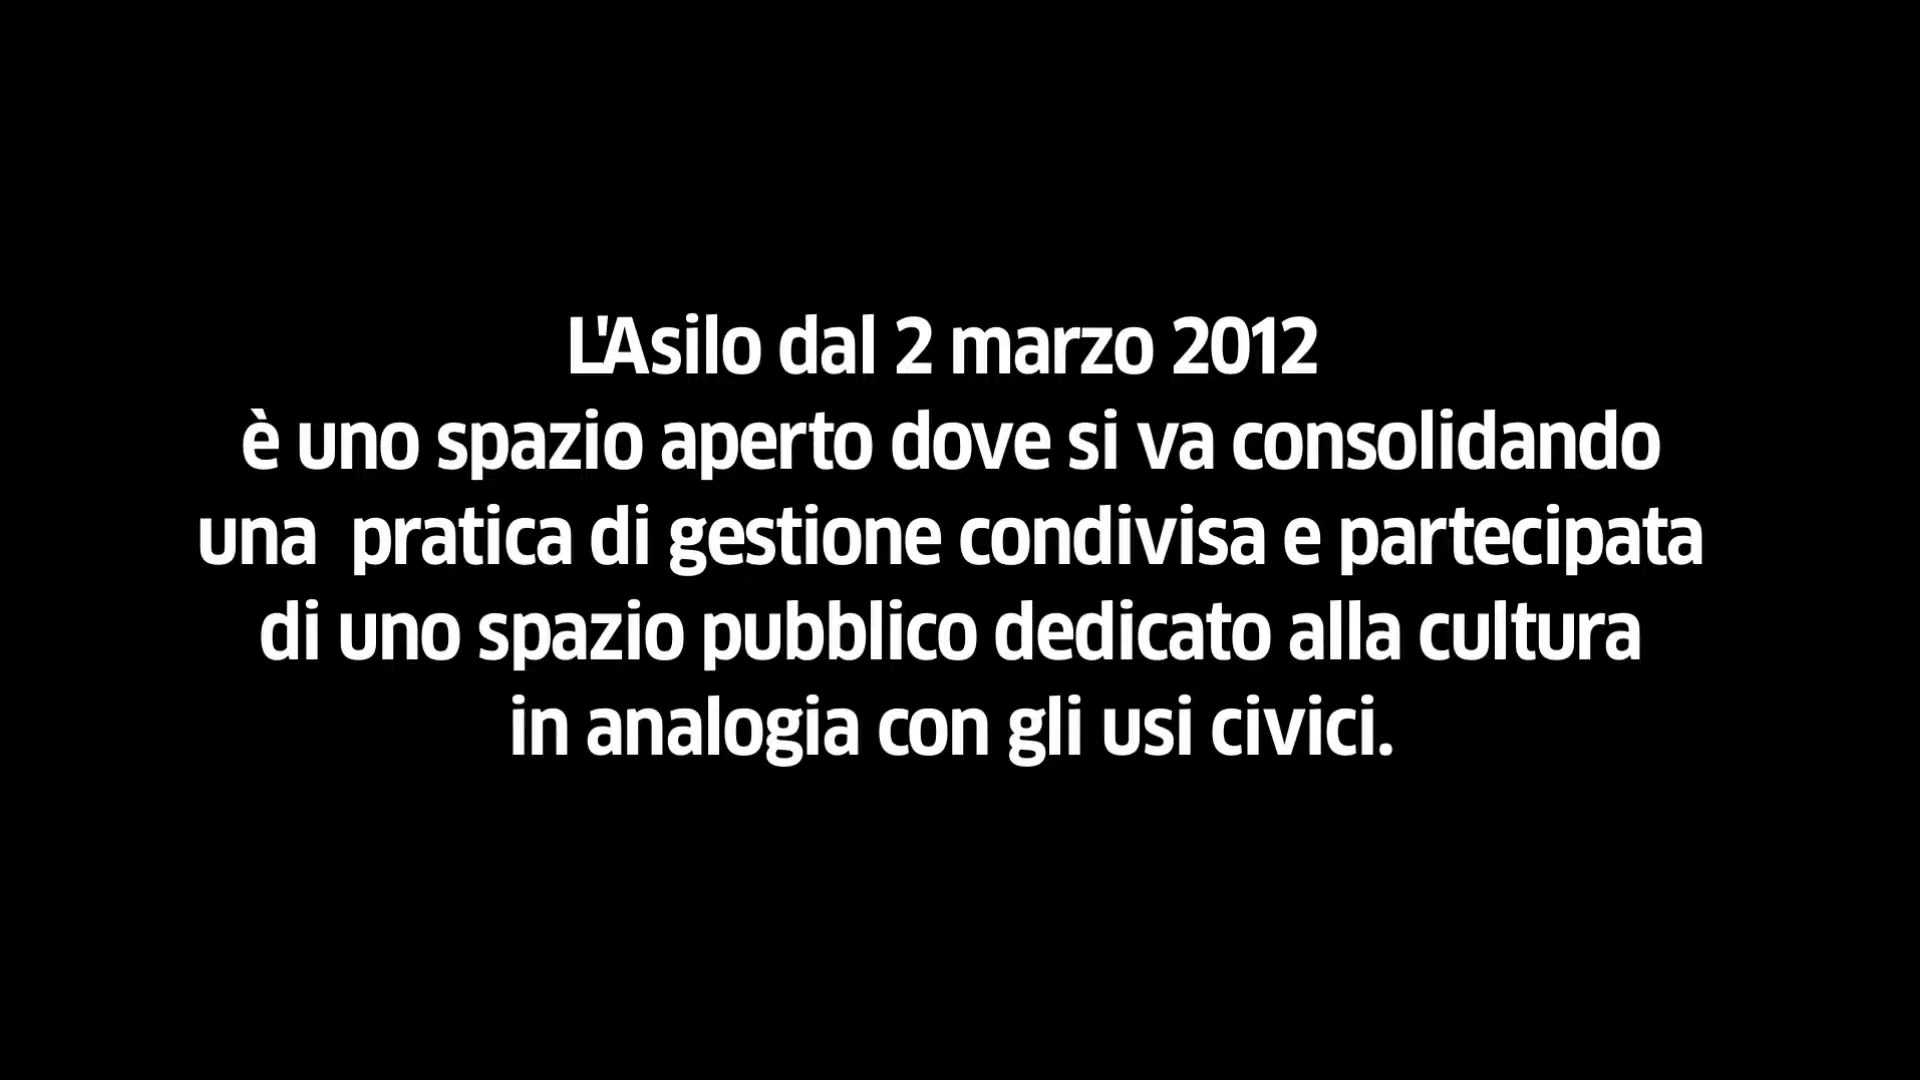 L'Asilo dal 2 marzo 2012
è uno spazio aperto dove si va consolidando
una  pratica di gestione condivisa e partecipata
di uno spazio pubblico dedicato alla cultura
in analogia con gli usi civici.